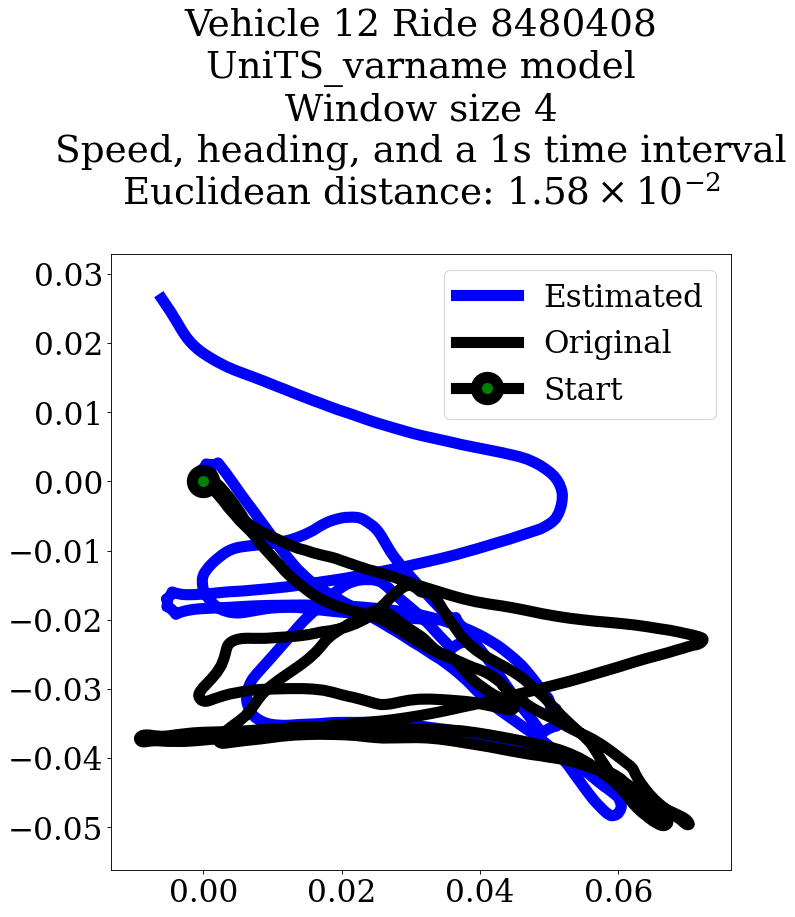 Vehicle 12 Ride 8480408
UniTS_varname model
Window size 4
Speed, heading, and a 1s time interval
Euclidean distance: 1.58 × 10⁻²
Estimated
Original
Start
0.03
0.02
0.01
0.00
−0.01
−0.02
−0.03
−0.04
−0.05
0.00 0.02 0.04 0.06